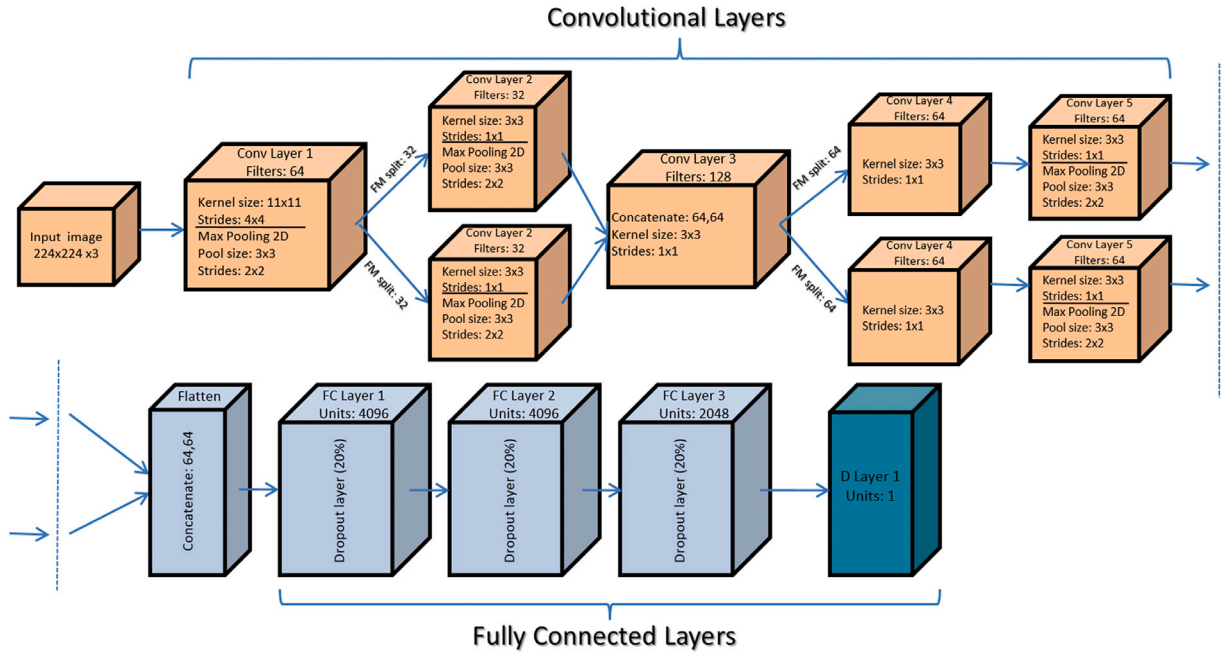 Convolutional Layers
Input image
224x224 x3
Conv Layer 1
Filters: 64
Kernel size: 11x11
Strides: 4x4
Max Pooling 2D
Pool size: 3x3
Strides: 2x2
FM split: 32
FM split: 32
Conv Layer 2
Filters: 32
Kernel size: 3x3
Strides: 1x1
Max Pooling 2D
Pool size: 3x3
Strides: 2x2
Conv Layer 2
Filters: 32
Kernel size: 3x3
Strides: 1x1
Max Pooling 2D
Pool size: 3x3
Strides: 2x2
Conv Layer 3
Filters: 128
Concatenate: 64,64
Kernel size: 3x3
Strides: 1x1
FM split: 64
FM split: 64
Conv Layer 4
Filters: 64
Kernel size: 3x3
Strides: 1x1
Conv Layer 4
Filters: 64
Kernel size: 3x3
Strides: 1x1
Conv Layer 5
Filters: 64
Kernel size: 3x3
Strides: 1x1
Max Pooling 2D
Pool size: 3x3
Strides: 2x2
Conv Layer 5
Filters: 64
Kernel size: 3x3
Strides: 1x1
Max Pooling 2D
Pool size: 3x3
Strides: 2x2
Flatten
Concatenate: 64,64
FC Layer 1
Units: 4096
Dropout layer (20%)
FC Layer 2
Units: 4096
Dropout layer (20%)
FC Layer 3
Units: 2048
Dropout layer (20%)
D Layer 1
Units: 1
Fully Connected Layers